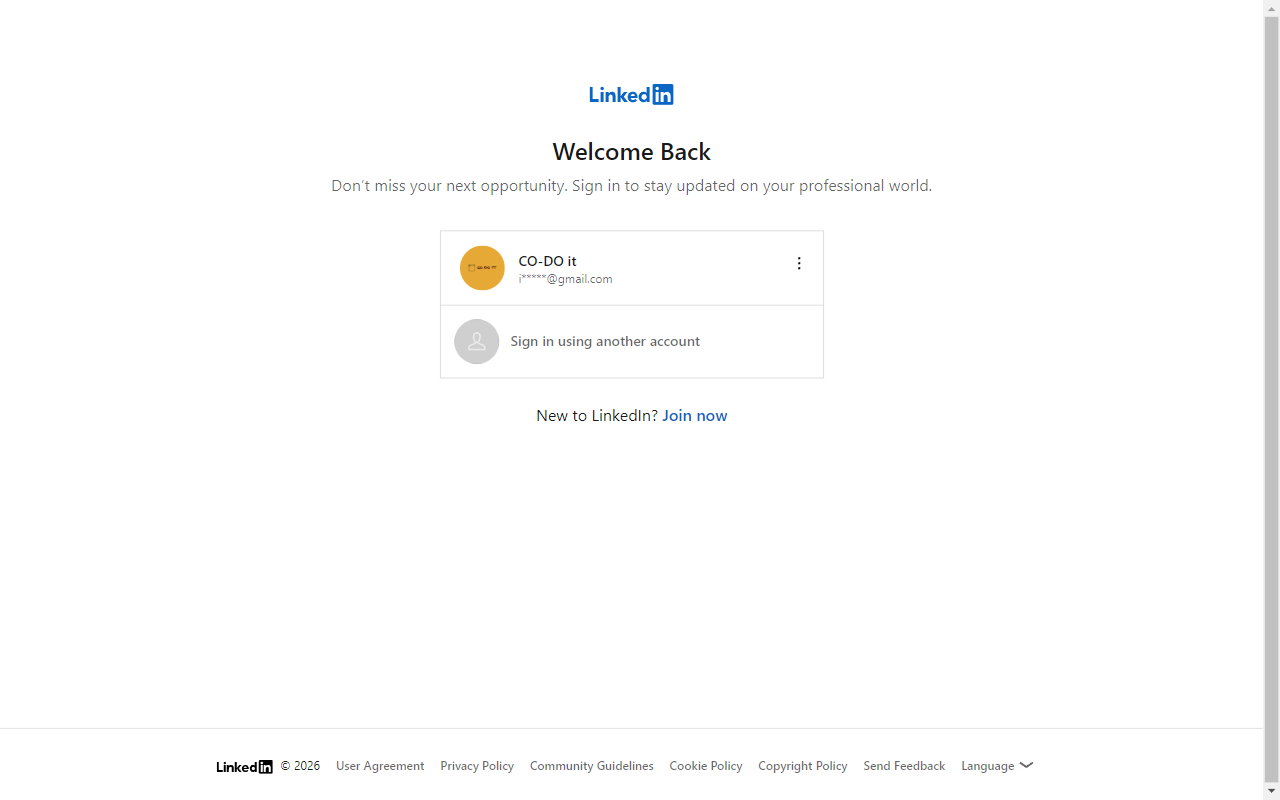 LinkedIn
Welcome Back
Don't miss your next opportunity. Sign in to stay updated on your professional world.
CO-DO it
i*****@gmail.com
Sign in using another account
New to LinkedIn? Join now
LinkedIn © 2026 User Agreement Privacy Policy Community Guidelines Cookie Policy Copyright Policy Send Feedback Language